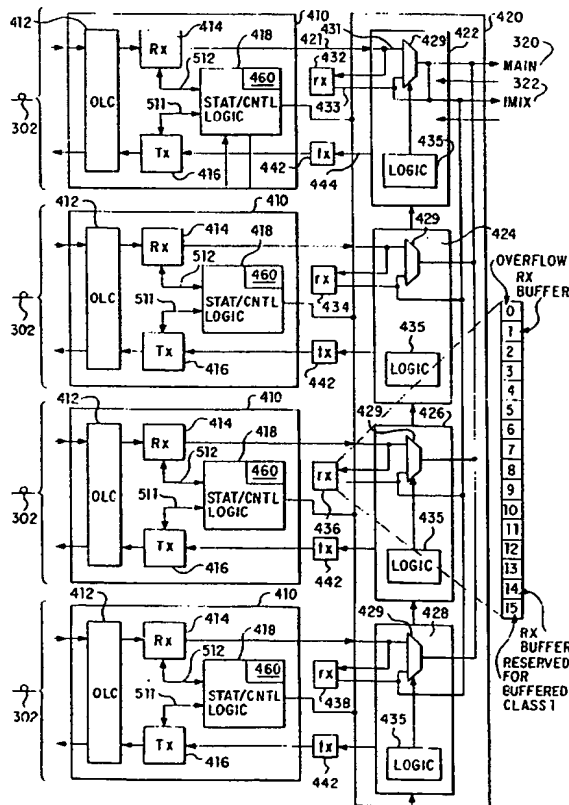 412 414 410 420
418 421 431 429 422
Rx 432 320
512 460 rx MAIN
433 322
OLC STAT/CNTL LOGIC IMIX
302 511 435
Tx tx LOGIC
416 442 444
412 410
414 429
418 424
Rx OVERFLOW
512 460 rx RX BUFFER
OLC STAT/CNTL LOGIC 434
302 511 435
Tx tx LOGIC
416 442
412 410
414 429 426
418
Rx
512 460 rx
OLC STAT/CNTL LOGIC 436
302 511 435
Tx tx LOGIC
416 442
0
1
2
3
4
5
6
7
8
9
10
11
12
13
14
15
412 410
414 429 428
418
Rx
512 460 rx
OLC STAT/CNTL LOGIC 438
302 511 435
Tx tx LOGIC
416 442
RX BUFFER
RESERVED
FOR
BUFFERED
CLASS 1